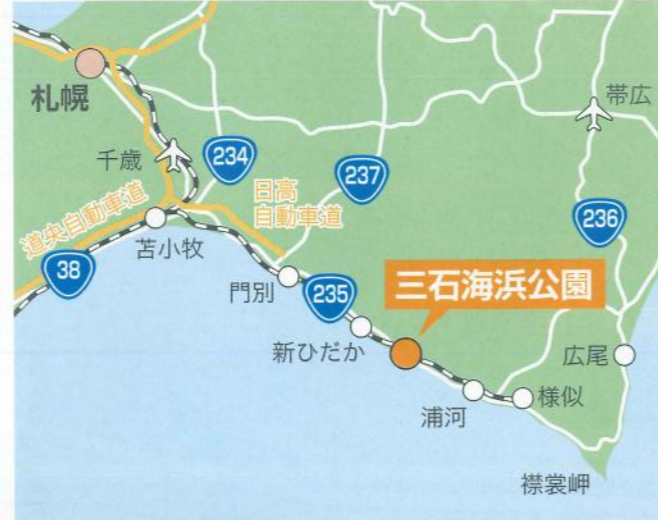 札幌
帯広
千歳
234
237
日高
自動車道
道央自動車道
236
38
苫小牧
門別
235
三石海浜公園
新ひだか
広尾
浦河
様似
襟裳岬